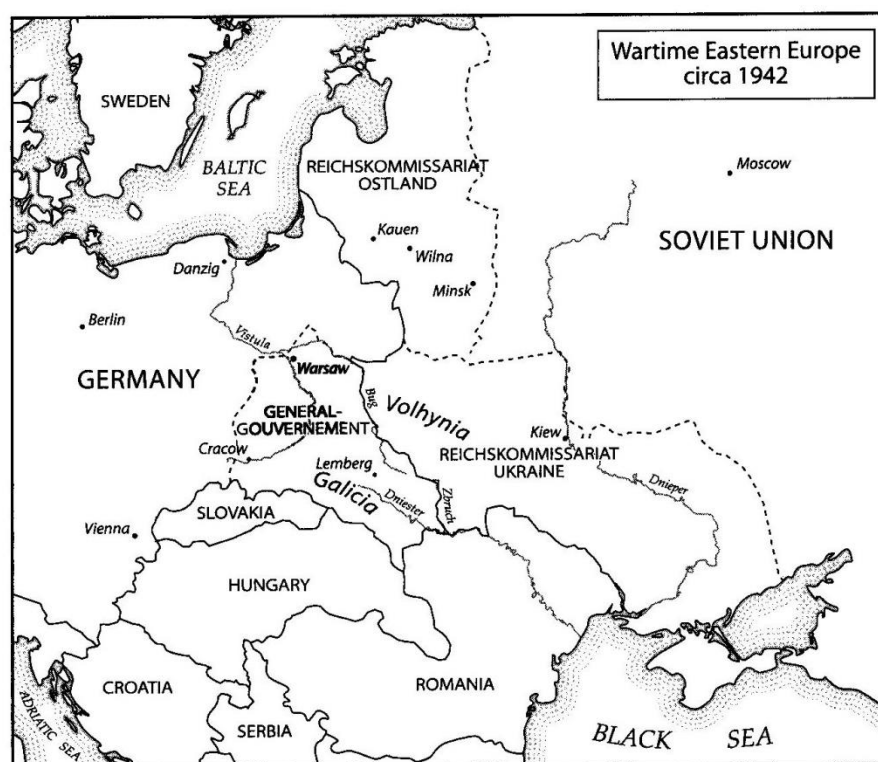 Wartime Eastern Europe
circa 1942
SWEDEN
BALTIC
SEA
REICHSKOMMISSARIAT
OSTLAND
Moscow
Kauen
Wilna
SOVIET UNION
Danzig
Minsk
Berlin
Vistula
Warsaw
GERMANY
Bug
Volhynia
GENERAL-
GOUVERNEMENT
Kiew
Cracow
REICHSKOMMISSARIAT
UKRAINE
Lemberg
Galicia
Dniester
Zbruch
Dnieper
SLOVAKIA
Vienna
HUNGARY
CROATIA
ROMANIA
SERBIA
ADRIATIC SEA
BLACK SEA